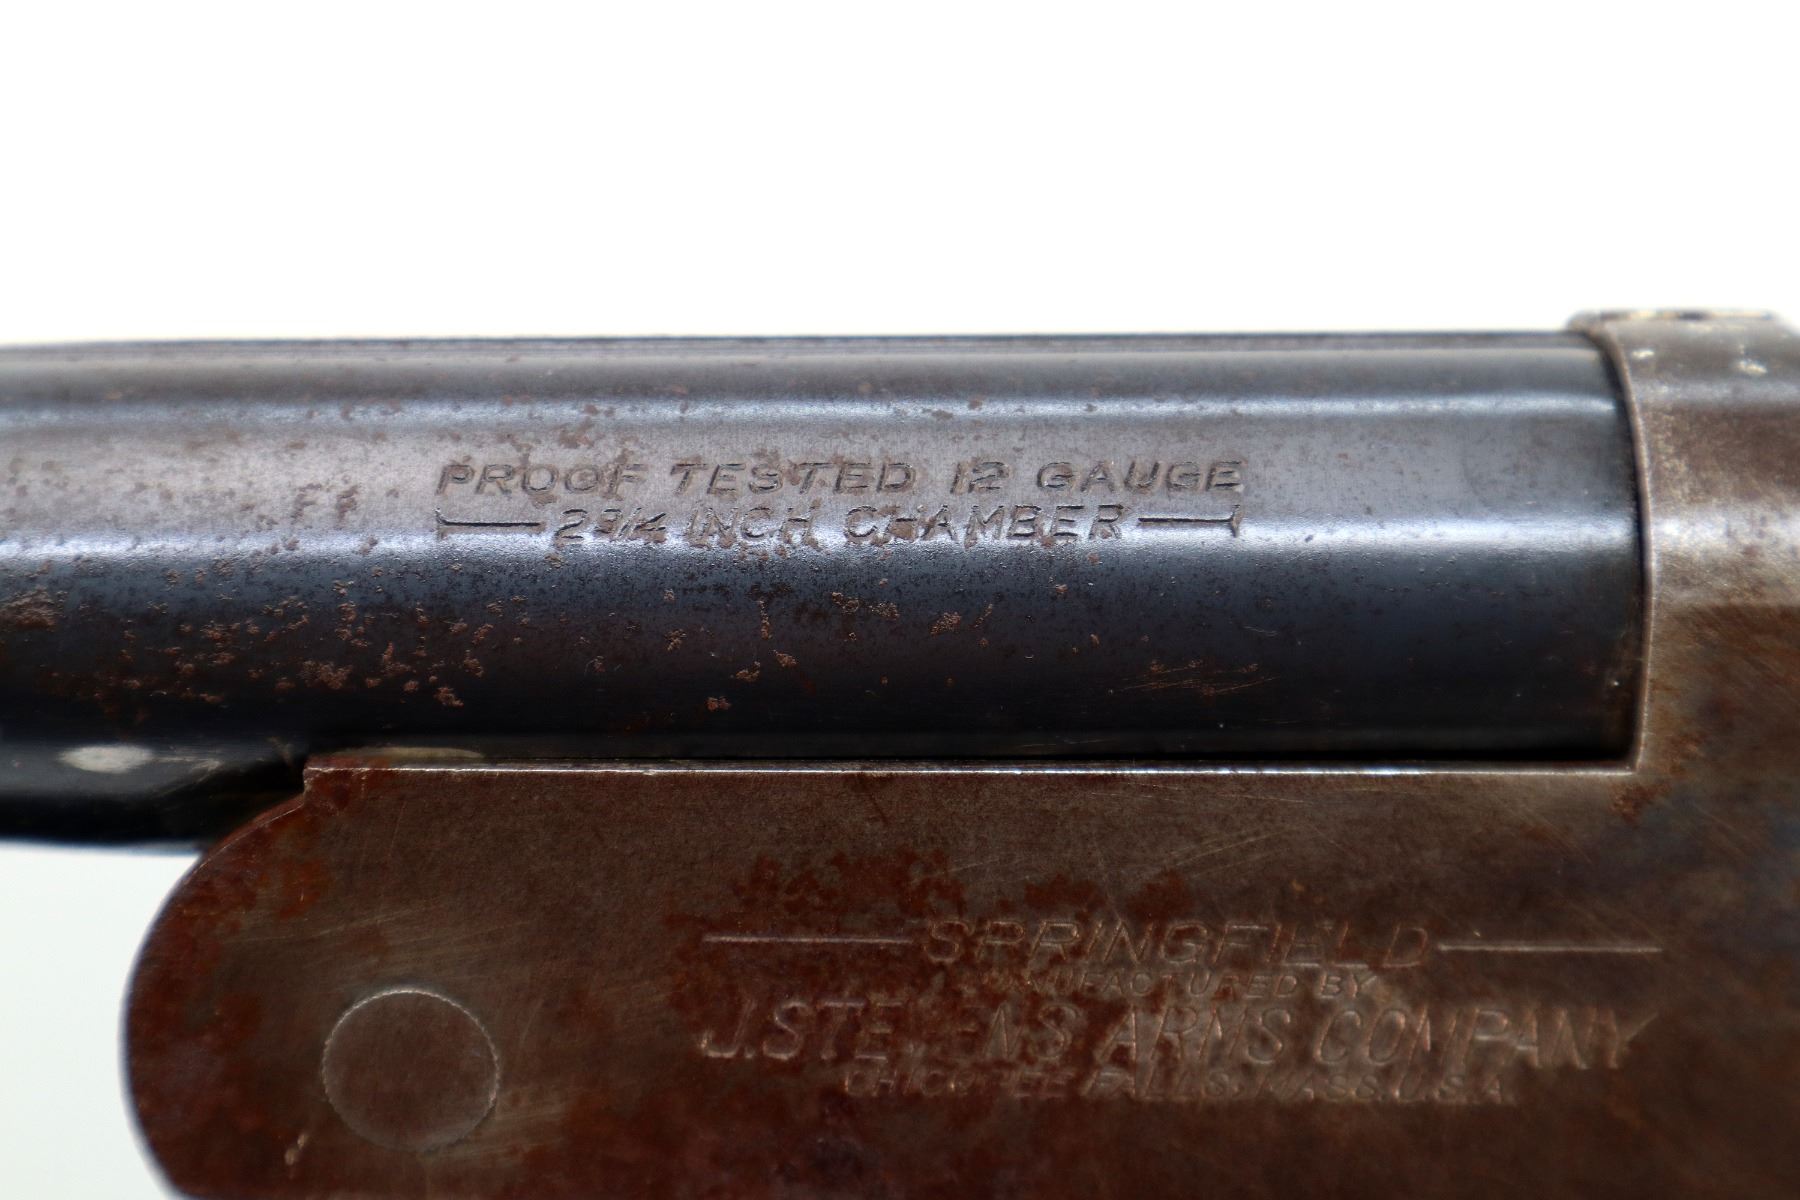 PROOF TESTED 12 GAUGE
2 3/4 INCH CHAMBER
SPRINGFIELD
MANUFACTURED BY
J. STEVENS ARMS COMPANY
CHICOPEE FALLS, MASS. U.S.A.